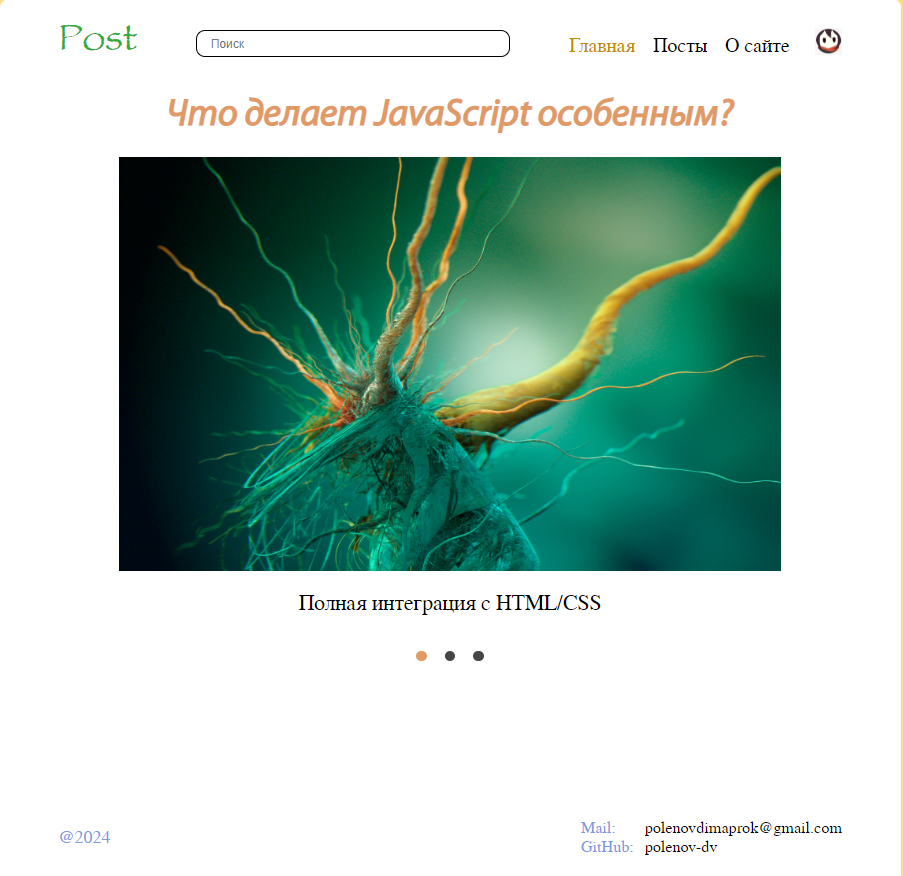 Post
Поиск
Главная Посты О сайте
Что делает JavaScript особенным?
Полная интеграция с HTML/CSS
@2024
Mail: polenovdimaprok@gmail.com
GitHub: polenov-dv